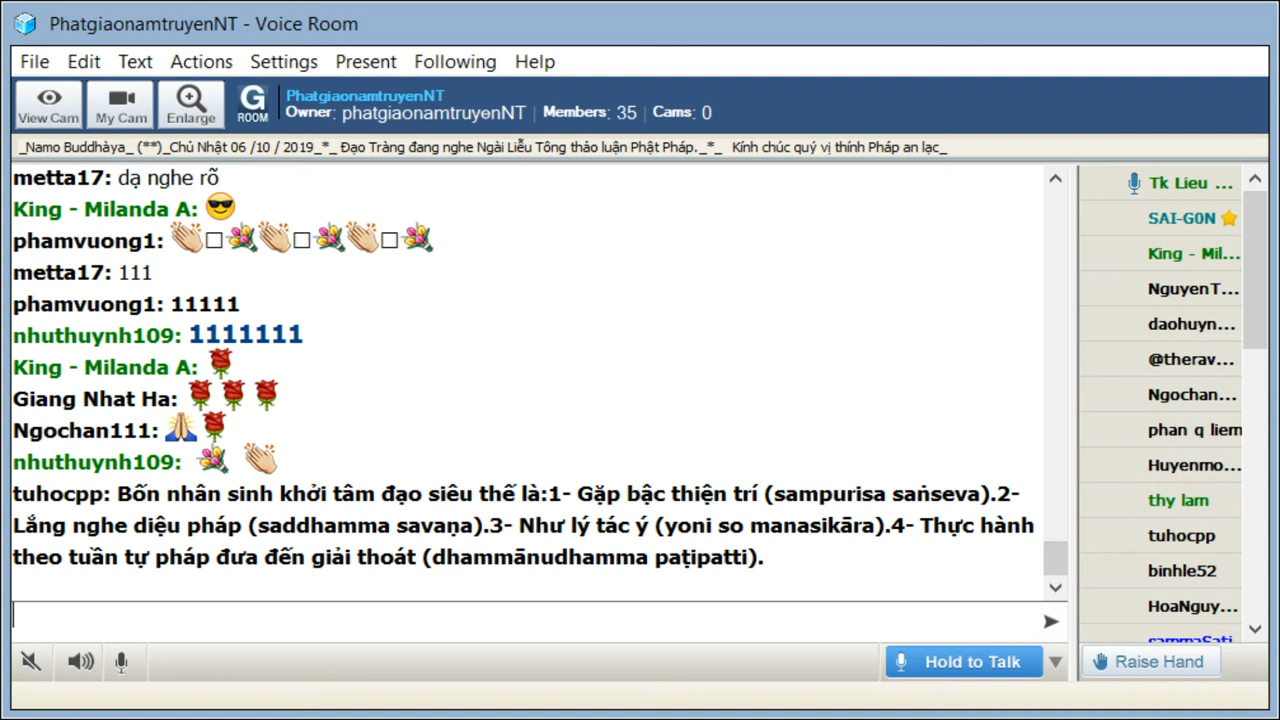 PhatgiaonamtruyenNT - Voice Room
File Edit Text Actions Settings Present Following Help
View Cam My Cam Enlarge G ROOM PhatgiaonamtruyenNT
Owner: phatgiaonamtruyenNT | Members: 35 | Cams: 0
_Namo Buddhàya_ (**)_Chủ Nhật 06 /10 / 2019_*_ Đạo Tràng đang nghe Ngài Liễu Tông thảo luận Phật Pháp._*_ Kính chúc quý vị thính Pháp an lạc_
metta17: dạ nghe rõ
King - Milanda A: 😎
phamvuong1: 👏□💐👏□💐👏□💐
metta17: 111
phamvuong1: 11111
nhuthuynh109: 1111111
King - Milanda A: 🌹
Giang Nhat Ha: 🌹🌹🌹
Ngochan111: 🙏🌹
nhuthuynh109: 💐 👏
tuhocpp: Bốn nhân sinh khởi tâm đạo siêu thế là:1- Gặp bậc thiện trí (sampurisa saṅseva).2-
Lắng nghe diệu pháp (saddhamma savaṇa).3- Như lý tác ý (yoni so manasikāra).4- Thực hành
theo tuần tự pháp đưa đến giải thoát (dhammānudhamma paṭipatti).
Tk Lieu ...
SAI-G0N
King - Mil...
NguyenT...
daohuyn...
@therav...
Ngochan...
phan q liem
Huyenmo...
thy lam
tuhocpp
binhle52
HoaNguy...
sammaSati
Hold to Talk
Raise Hand